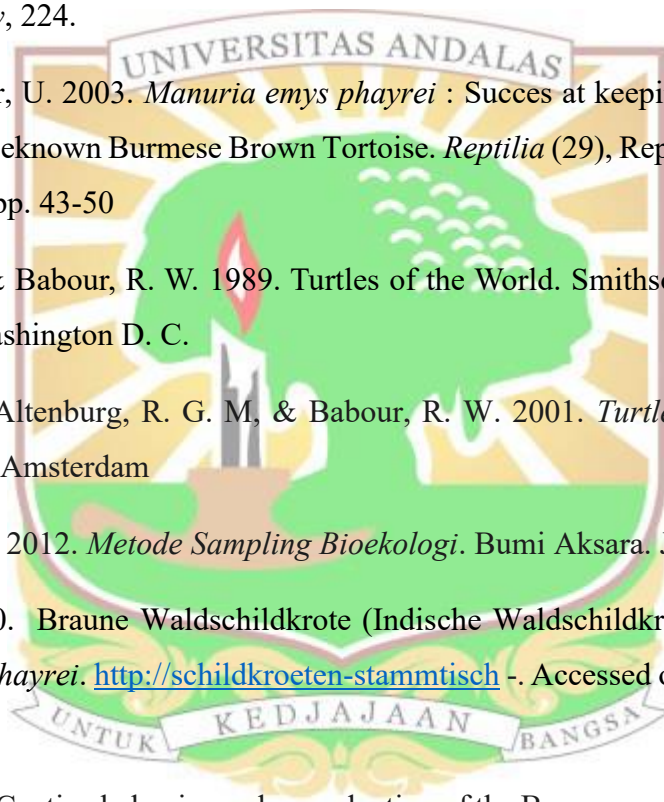 , 224.
UNIVERSITAS ANDALAS
r, U. 2003. Manuria emys phayrei : Succes at keepi
eknown Burmese Brown Tortoise. Reptilia (29), Rep
pp. 43-50
& Babour, R. W. 1989. Turtles of the World. Smithso
ashington D. C.
Altenburg, R. G. M, & Babour, R. W. 2001. Turtl
Amsterdam
2012. Metode Sampling Bioekologi. Bumi Aksara. J
0. Braune Waldschildkrote (Indische Waldschildkr
hayrei. http://schildkroeten-stammtisch -. Accessed o
UNTUK KEDJAJAAN BANGSA